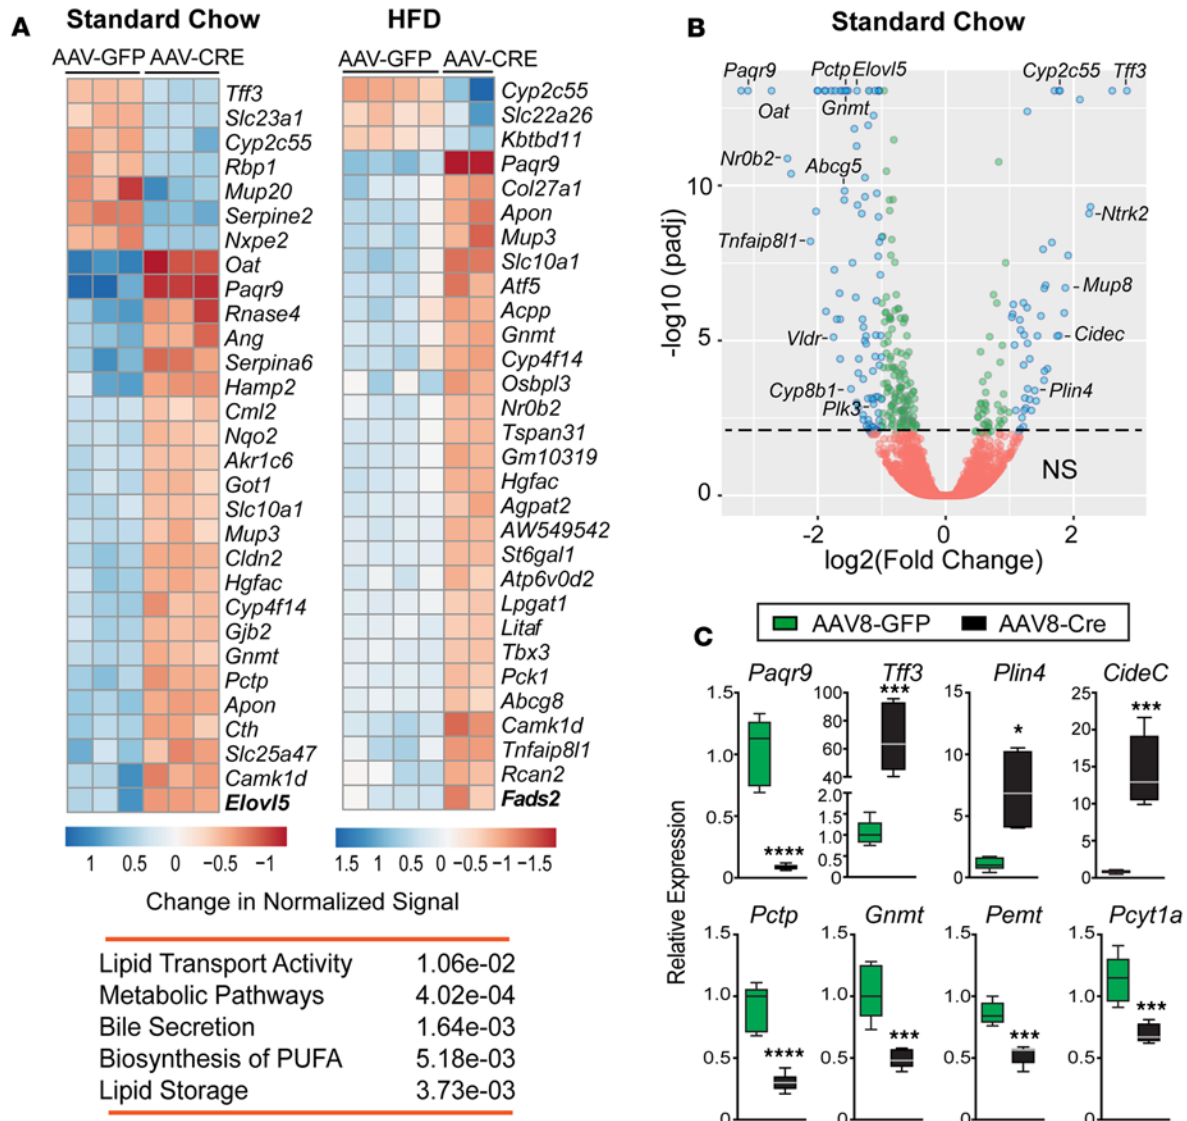 A
Standard Chow
HFD
AAV-GFP AAV-CRE
AAV-GFP AAV-CRE
Tff3
Slc23a1
Cyp2c55
Rbp1
Mup20
Serpine2
Nxpe2
Oat
Paqr9
Rnase4
Ang
Serpina6
Hamp2
Cml2
Nqo2
Akr1c6
Got1
Slc10a1
Mup3
Cldn2
Hgfac
Cyp4f14
Gjb2
Gnmt
Pctp
Apon
Cth
Slc25a47
Camk1d
Elovl5
Cyp2c55
Slc22a26
Kbtbd11
Paqr9
Col27a1
Apon
Mup3
Slc10a1
Atf5
Acpp
Gnmt
Cyp4f14
Osbpl3
Nr0b2
Tspan31
Gm10319
Hgfac
Agpat2
AW549542
St6gal1
Atp6v0d2
Lpgat1
Litaf
Tbx3
Pck1
Abcg8
Camk1d
Tnfaip8l1
Rcan2
Fads2
1 0.5 0 -0.5 -1
1.5 1 0.5 0 -0.5 -1 -1.5
Change in Normalized Signal
Lipid Transport Activity 1.06e-02
Metabolic Pathways 4.02e-04
Bile Secretion 1.64e-03
Biosynthesis of PUFA 5.18e-03
Lipid Storage 3.73e-03
B
Standard Chow
Paqr9 Pctp Elovl5 Cyp2c55 Tff3
Oat Gnmt
Nr0b2
Abcg5
Tnfaip8l1
Ntrk2
Mup8
Vldr
Cidec
Cyp8b1
Plin4
Plk3
NS
10
5
0
-log10 (padj)
-2 0 2
log2(Fold Change)
C
AAV8-GFP AAV8-Cre
Relative Expression
Paqr9
1.5
1.0
0.5
0
****
Tff3
100
80
60
40
2.0
1.5
1.0
0.5
0
***
Plin4
15
10
5
0
*
CideC
25
20
15
10
5
0
***
Pctp
1.5
1.0
0.5
0
****
Gnmt
1.5
1.0
0.5
0
***
Pemt
1.5
1.0
0.5
0
***
Pcyt1a
1.5
1.0
0.5
0
***